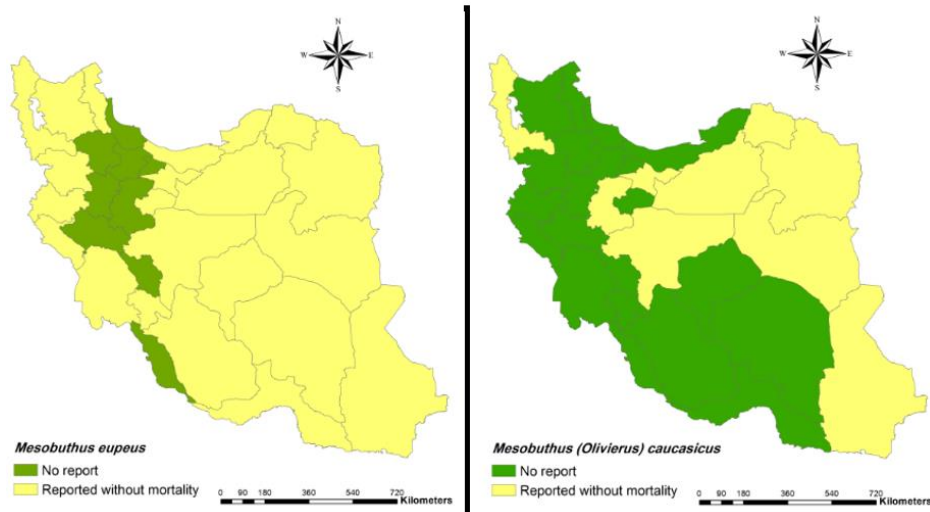 N
W E
S
Mesobuthus eupeus
No report
Reported without mortality
0 90 180 360 540 720
Kilometers
N
W E
S
Mesobuthus (Olivierus) caucasicus
No report
Reported without mortality
0 90 180 360 540 720
Kilometers